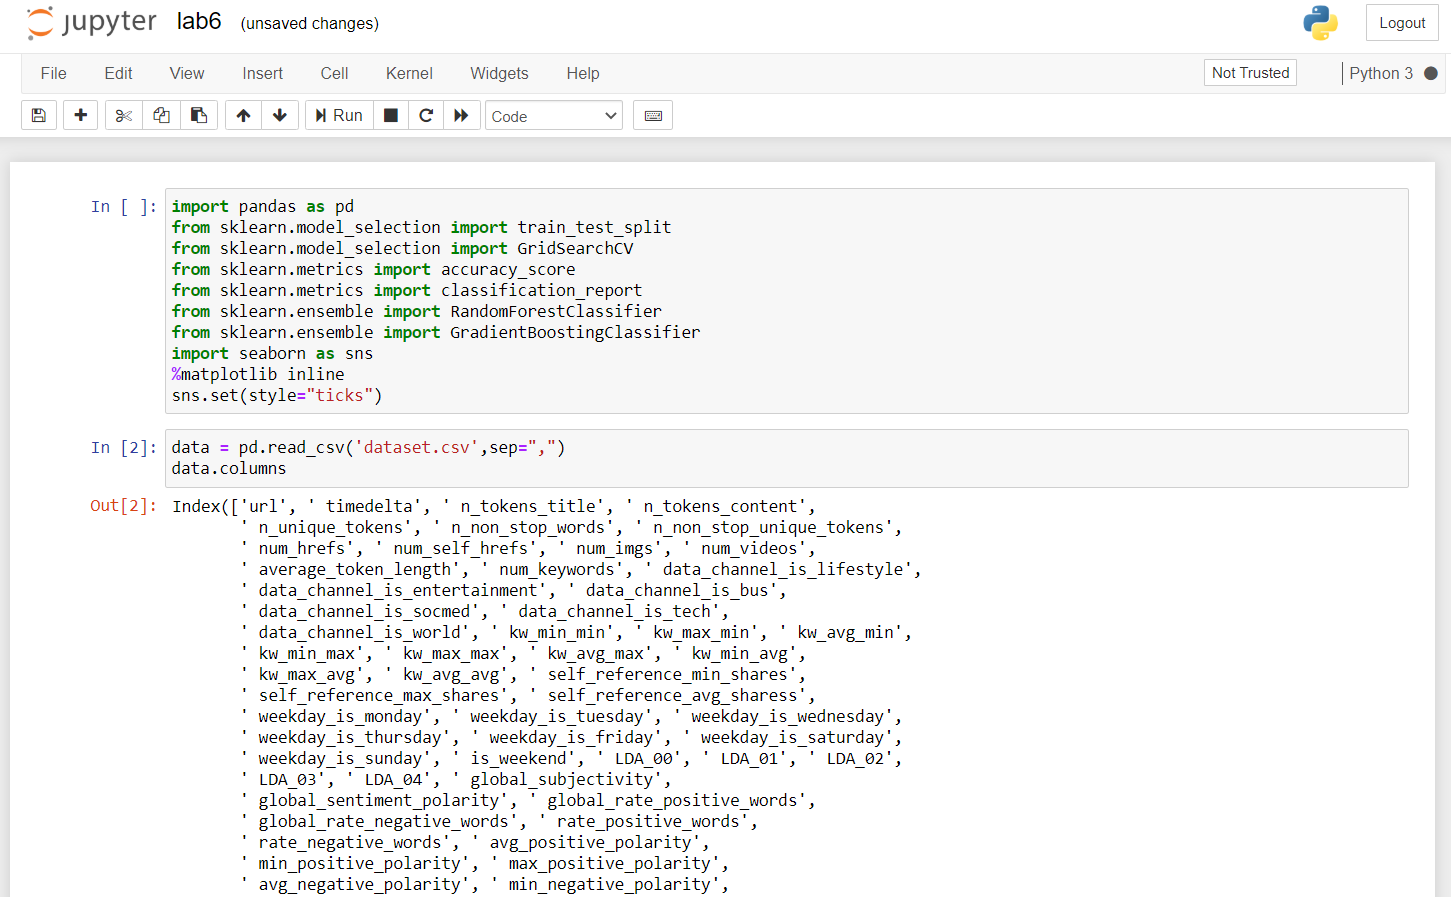 jupyter lab6 (unsaved changes) Logout
File Edit View Insert Cell Kernel Widgets Help Not Trusted Python 3
Run Code
In [ ]: import pandas as pd
from sklearn.model_selection import train_test_split
from sklearn.model_selection import GridSearchCV
from sklearn.metrics import accuracy_score
from sklearn.metrics import classification_report
from sklearn.ensemble import RandomForestClassifier
from sklearn.ensemble import GradientBoostingClassifier
import seaborn as sns
%matplotlib inline
sns.set(style="ticks")
In [2]: data = pd.read_csv('dataset.csv',sep=",")
data.columns
Out[2]: Index(['url', ' timedelta', ' n_tokens_title', ' n_tokens_content',
' n_unique_tokens', ' n_non_stop_words', ' n_non_stop_unique_tokens',
' num_hrefs', ' num_self_hrefs', ' num_imgs', ' num_videos',
' average_token_length', ' num_keywords', ' data_channel_is_lifestyle',
' data_channel_is_entertainment', ' data_channel_is_bus',
' data_channel_is_socmed', ' data_channel_is_tech',
' data_channel_is_world', ' kw_min_min', ' kw_max_min', ' kw_avg_min',
' kw_min_max', ' kw_max_max', ' kw_avg_max', ' kw_min_avg',
' kw_max_avg', ' kw_avg_avg', ' self_reference_min_shares',
' self_reference_max_shares', ' self_reference_avg_sharess',
' weekday_is_monday', ' weekday_is_tuesday', ' weekday_is_wednesday',
' weekday_is_thursday', ' weekday_is_friday', ' weekday_is_saturday',
' weekday_is_sunday', ' is_weekend', ' LDA_00', ' LDA_01', ' LDA_02',
' LDA_03', ' LDA_04', ' global_subjectivity',
' global_sentiment_polarity', ' global_rate_positive_words',
' global_rate_negative_words', ' rate_positive_words',
' rate_negative_words', ' avg_positive_polarity',
' min_positive_polarity', ' max_positive_polarity',
' avg_negative_polarity', ' min_negative_polarity',